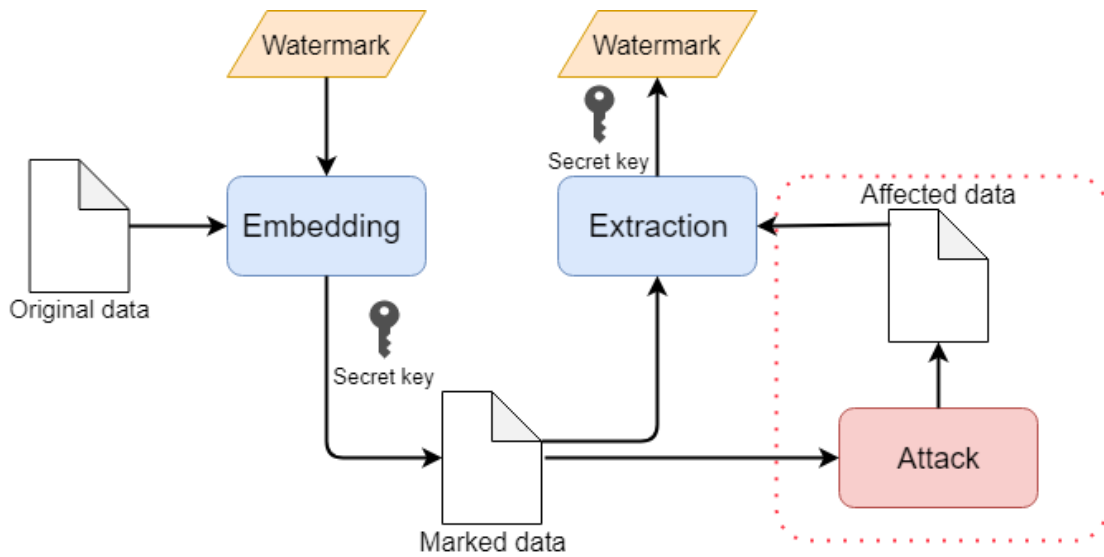 Watermark
Watermark
Secret key
Affected data
Embedding
Extraction
Original data
Secret key
Attack
Marked data